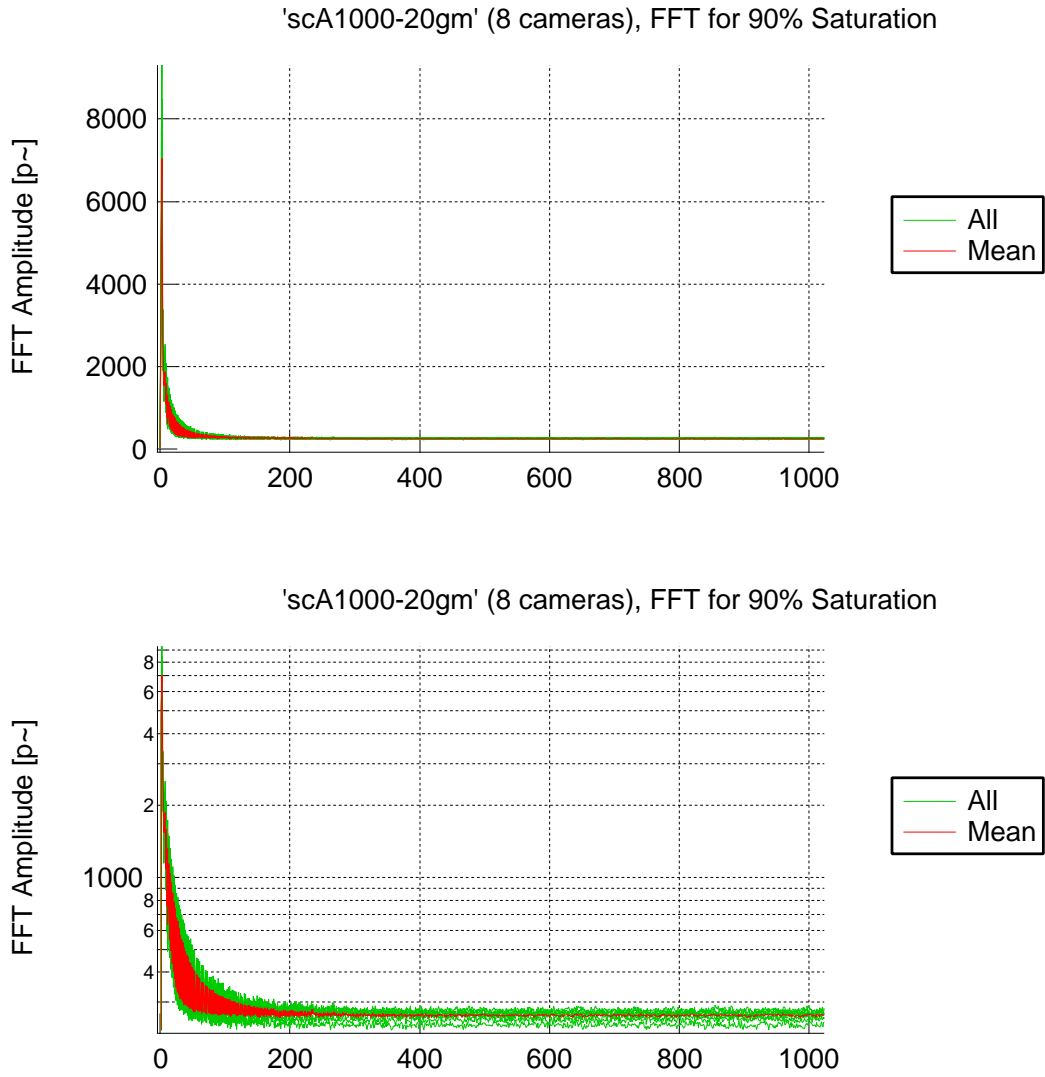 'scA1000-20gm' (8 cameras), FFT for 90% Saturation
FFT Amplitude [p~]
8000
6000
4000
2000
0
0 200 400 600 800 1000
All
Mean
'scA1000-20gm' (8 cameras), FFT for 90% Saturation
FFT Amplitude [p~]
8
6
4
2
1000
8
6
4
0 200 400 600 800 1000
All
Mean